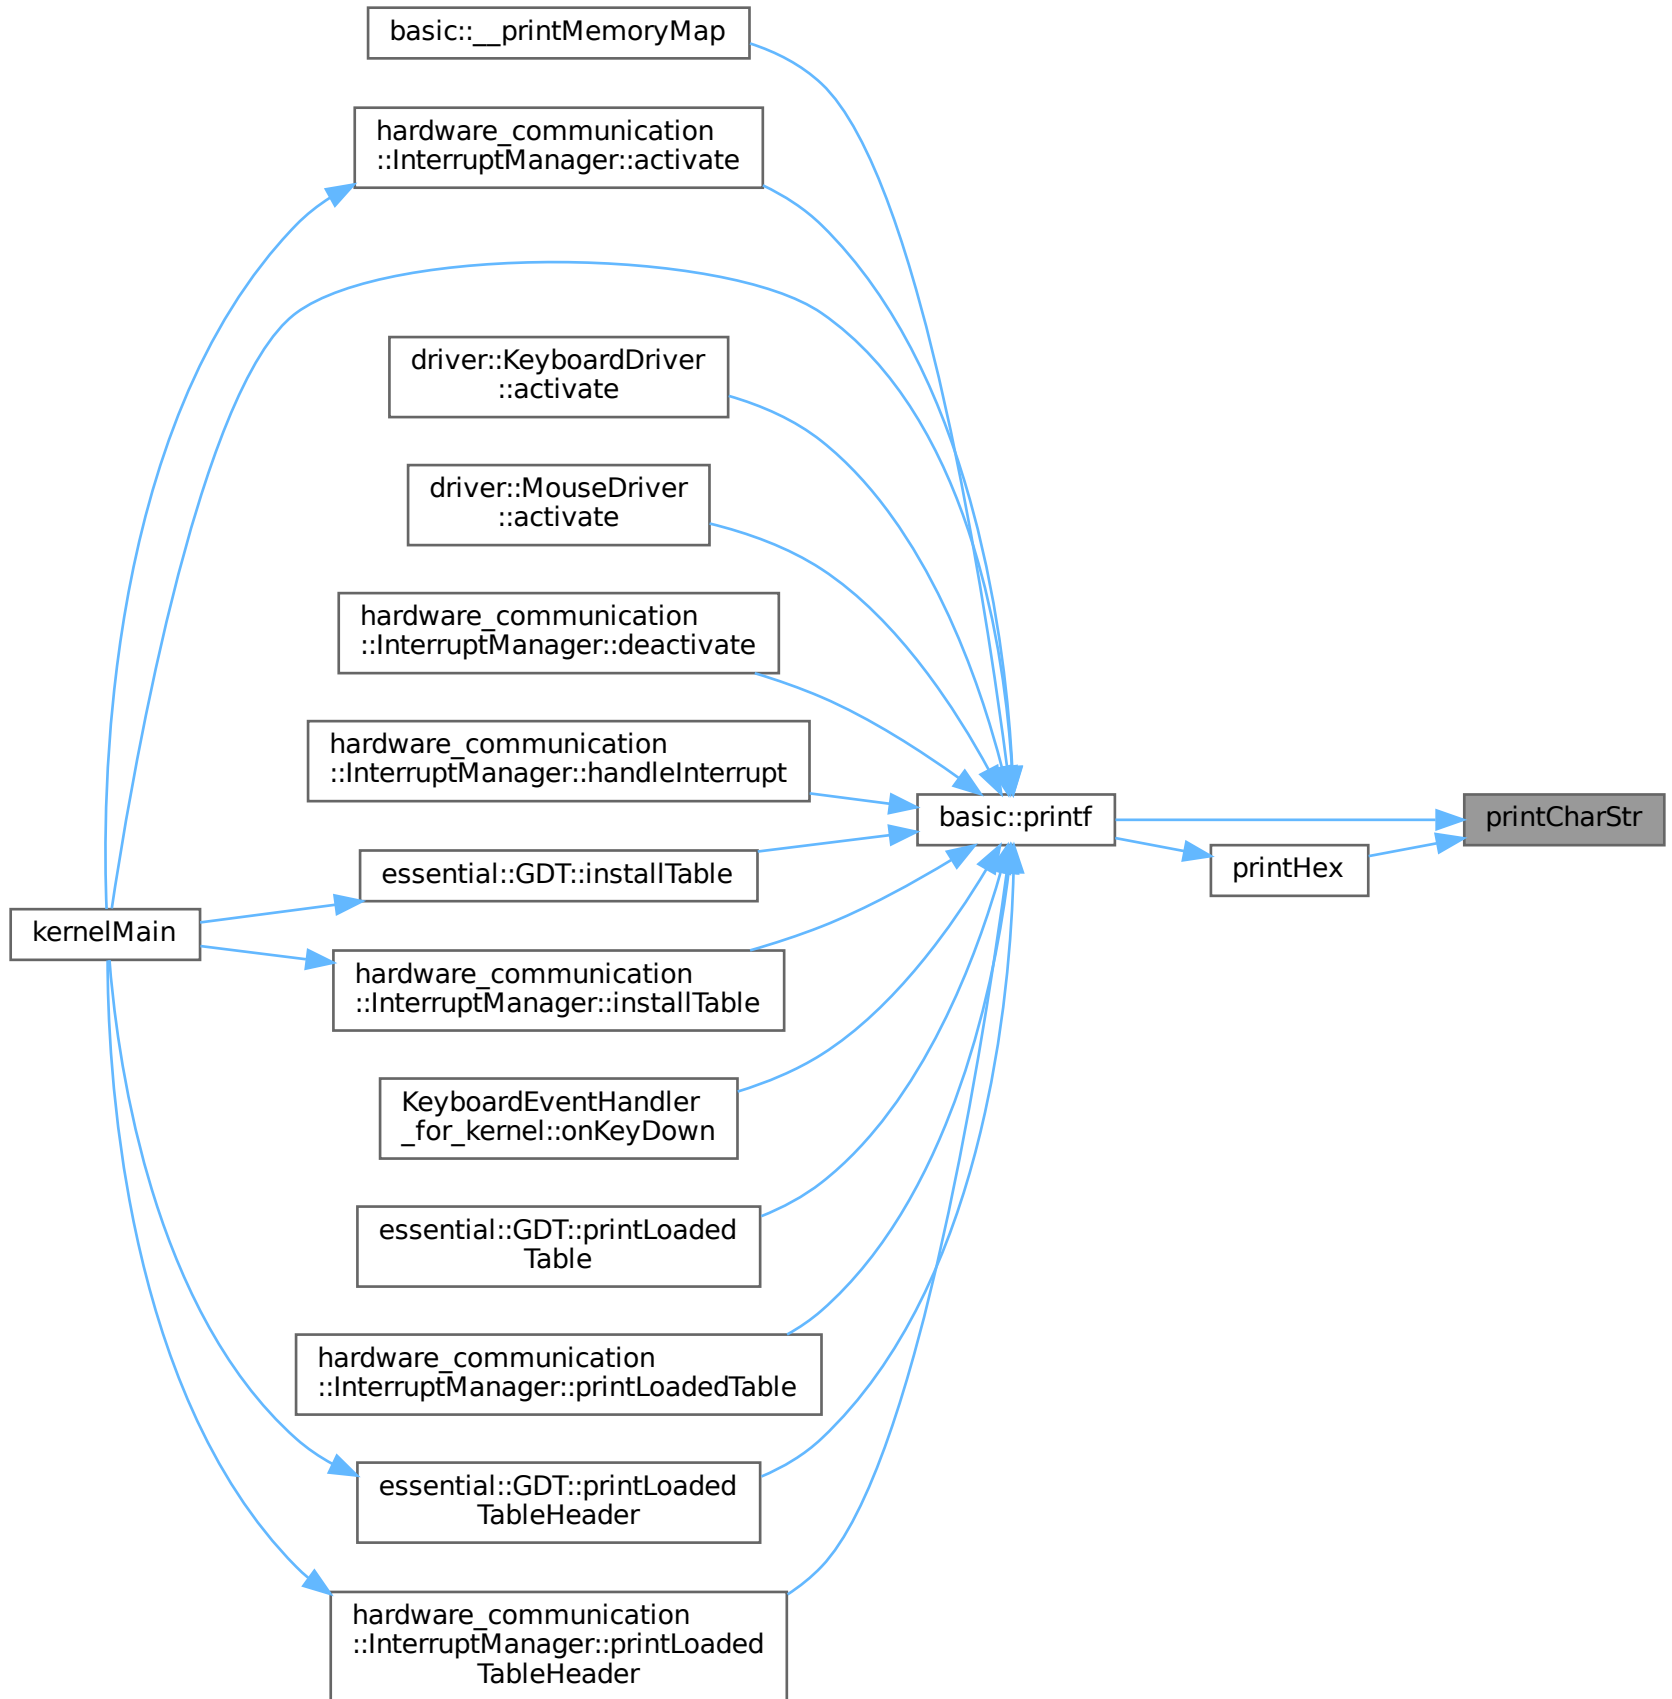 basic::__printMemoryMap
hardware_communication
::InterruptManager::activate
driver::KeyboardDriver
::activate
driver::MouseDriver
::activate
hardware_communication
::InterruptManager::deactivate
hardware_communication
::InterruptManager::handleInterrupt
basic::printf
printCharStr
printHex
essential::GDT::installTable
kernelMain
hardware_communication
::InterruptManager::installTable
KeyboardEventHandler
_for_kernel::onKeyDown
essential::GDT::printLoaded
Table
hardware_communication
::InterruptManager::printLoadedTable
essential::GDT::printLoaded
TableHeader
hardware_communication
::InterruptManager::printLoaded
TableHeader